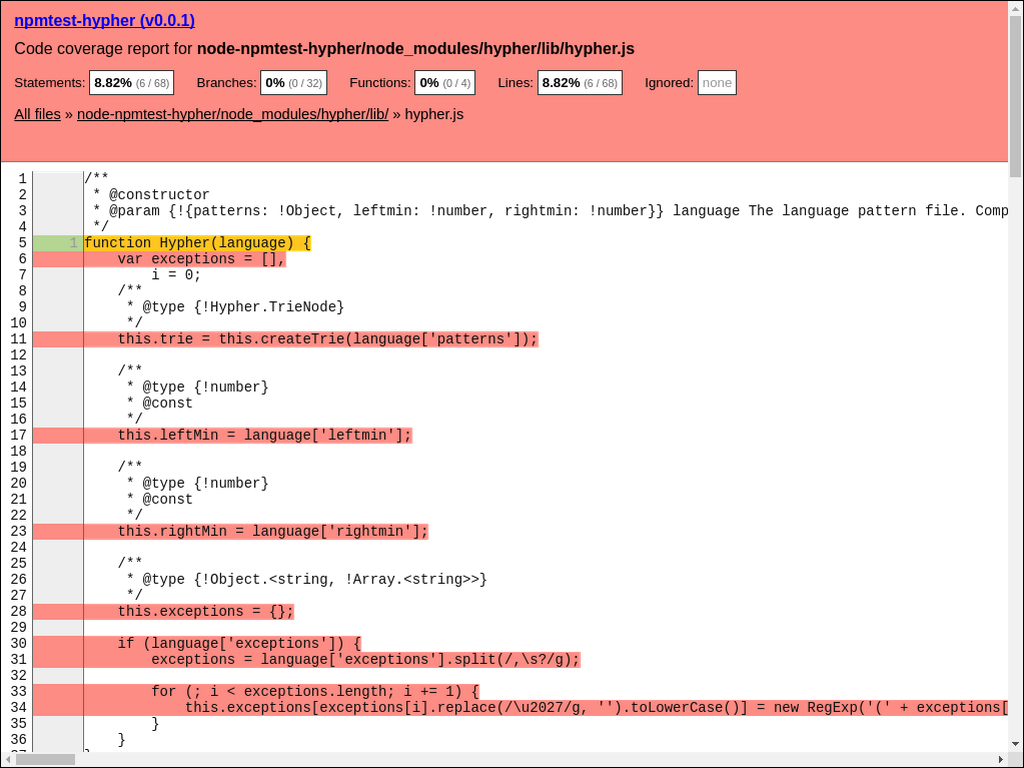 npmtest-hypher (v0.0.1)
Code coverage report for node-npmtest-hypher/node_modules/hypher/lib/hypher.js
Statements: 8.82% (6 / 68) Branches: 0% (0 / 32) Functions: 0% (0 / 4) Lines: 8.82% (6 / 68) Ignored: none
All files » node-npmtest-hypher/node_modules/hypher/lib/ » hypher.js
1 /**
2  * @constructor
3  * @param {!{patterns: !Object, leftmin: !number, rightmin: !number}} language The language pattern file. Comp
4  */
5 1 function Hypher(language) {
6     var exceptions = [],
7         i = 0;
8     /**
9      * @type {!Hypher.TrieNode}
10      */
11     this.trie = this.createTrie(language['patterns']);
12
13     /**
14      * @type {!number}
15      * @const
16      */
17     this.leftMin = language['leftmin'];
18
19     /**
20      * @type {!number}
21      * @const
22      */
23     this.rightMin = language['rightmin'];
24
25     /**
26      * @type {!Object.<string, !Array.<string>>}
27      */
28     this.exceptions = {};
29
30     if (language['exceptions']) {
31         exceptions = language['exceptions'].split(/,\s?/g);
32
33         for (; i < exceptions.length; i += 1) {
34             this.exceptions[exceptions[i].replace(/\u2027/g, '').toLowerCase()] = new RegExp('(' + exceptions[
35         }
36     }